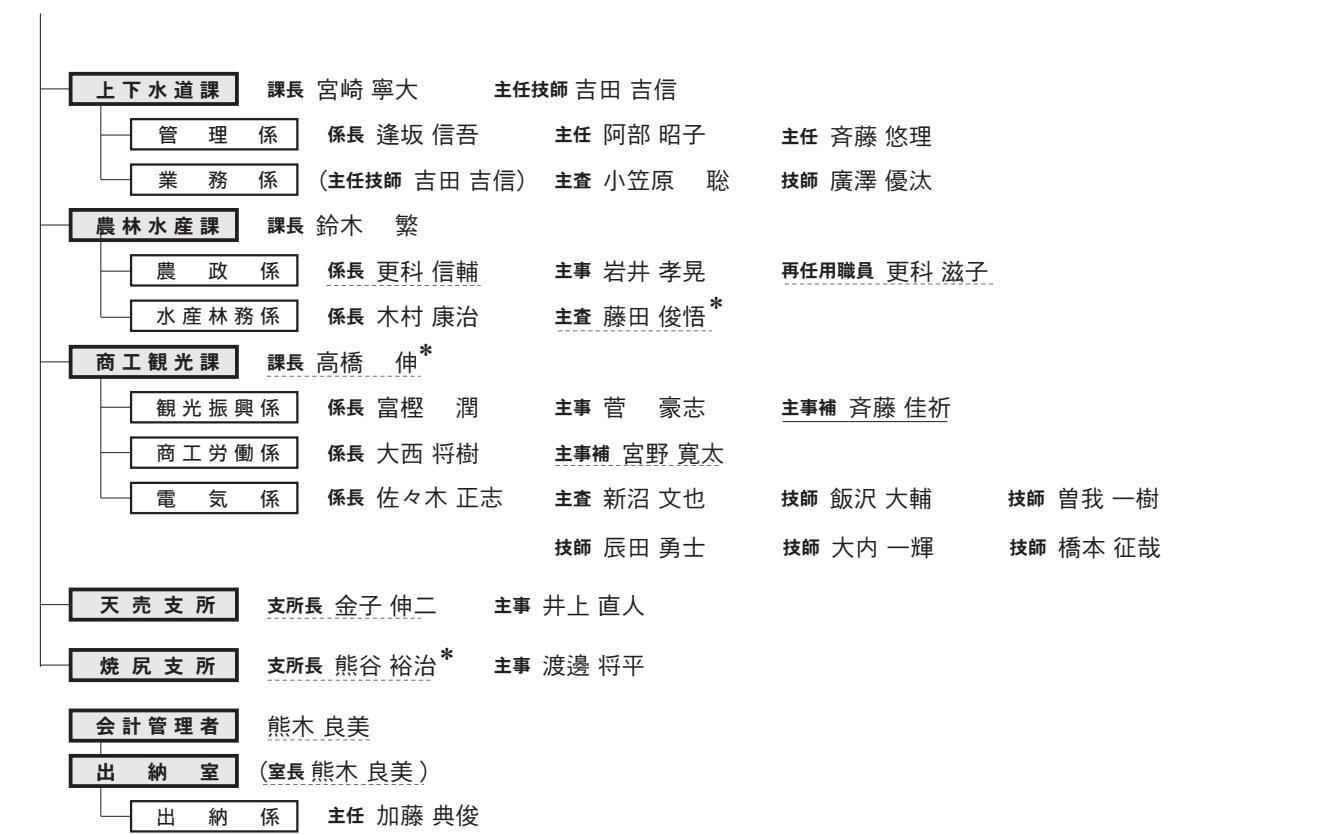 上下水道課 課長 宮崎 寧大 主任技師 吉田 吉信
管理係 係長 逢坂 信吾 主任 阿部 昭子 主任 斉藤 悠理
業務係 (主任技師 吉田 吉信) 主査 小笠原 聡 技師 廣澤 優汰
農林水産課 課長 鈴木 繁
農政係 係長 更科 信輔 主事 岩井 孝晃 再任用職員 更科 滋子
水産林務係 係長 木村 康治 主査 藤田 俊悟*
商工観光課 課長 高橋 伸*
観光振興係 係長 富樫 潤 主事 菅 豪志 主事補 斉藤 佳祈
商工労働係 係長 大西 将樹 主事補 宮野 寛太
電気係 係長 佐々木 正志 主査 新沼 文也 技師 飯沢 大輔 技師 曽我 一樹
技師 辰田 勇士 技師 大内 一輝 技師 橋本 征哉
天売支所 支所長 金子 伸二 主事 井上 直人
焼尻支所 支所長 熊谷 裕治* 主事 渡邊 将平
会計管理者 熊木 良美
出納室 (室長 熊木 良美)
出納係 主任 加藤 典俊